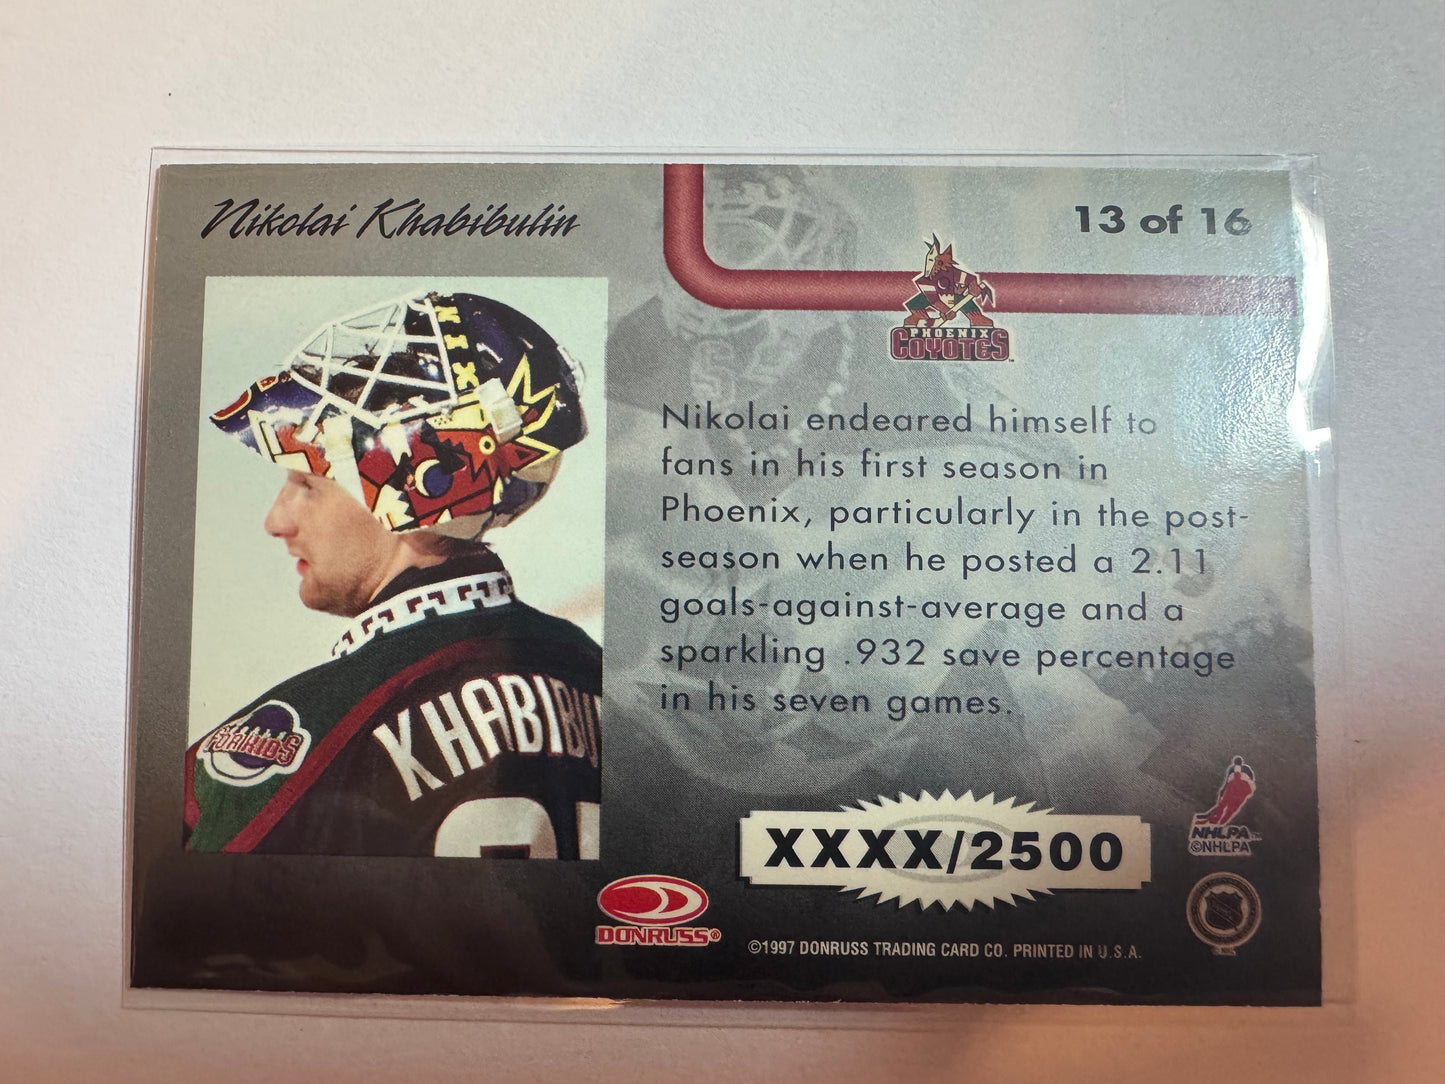 Nikolai Khabibulin
13 of 16
PHOENIX
COYOTES
Nikolai endeared himself to
fans in his first season in
Phoenix, particularly in the post-
season when he posted a 2.11
goals-against-average and a
sparkling .932 save percentage
in his seven games.
NIX
FORKIDS
KHABIBU
XXXX/2500
NHLPA
©NHLPA
DONRUSS®
©1997 DONRUSS TRADING CARD CO. PRINTED IN U.S.A.